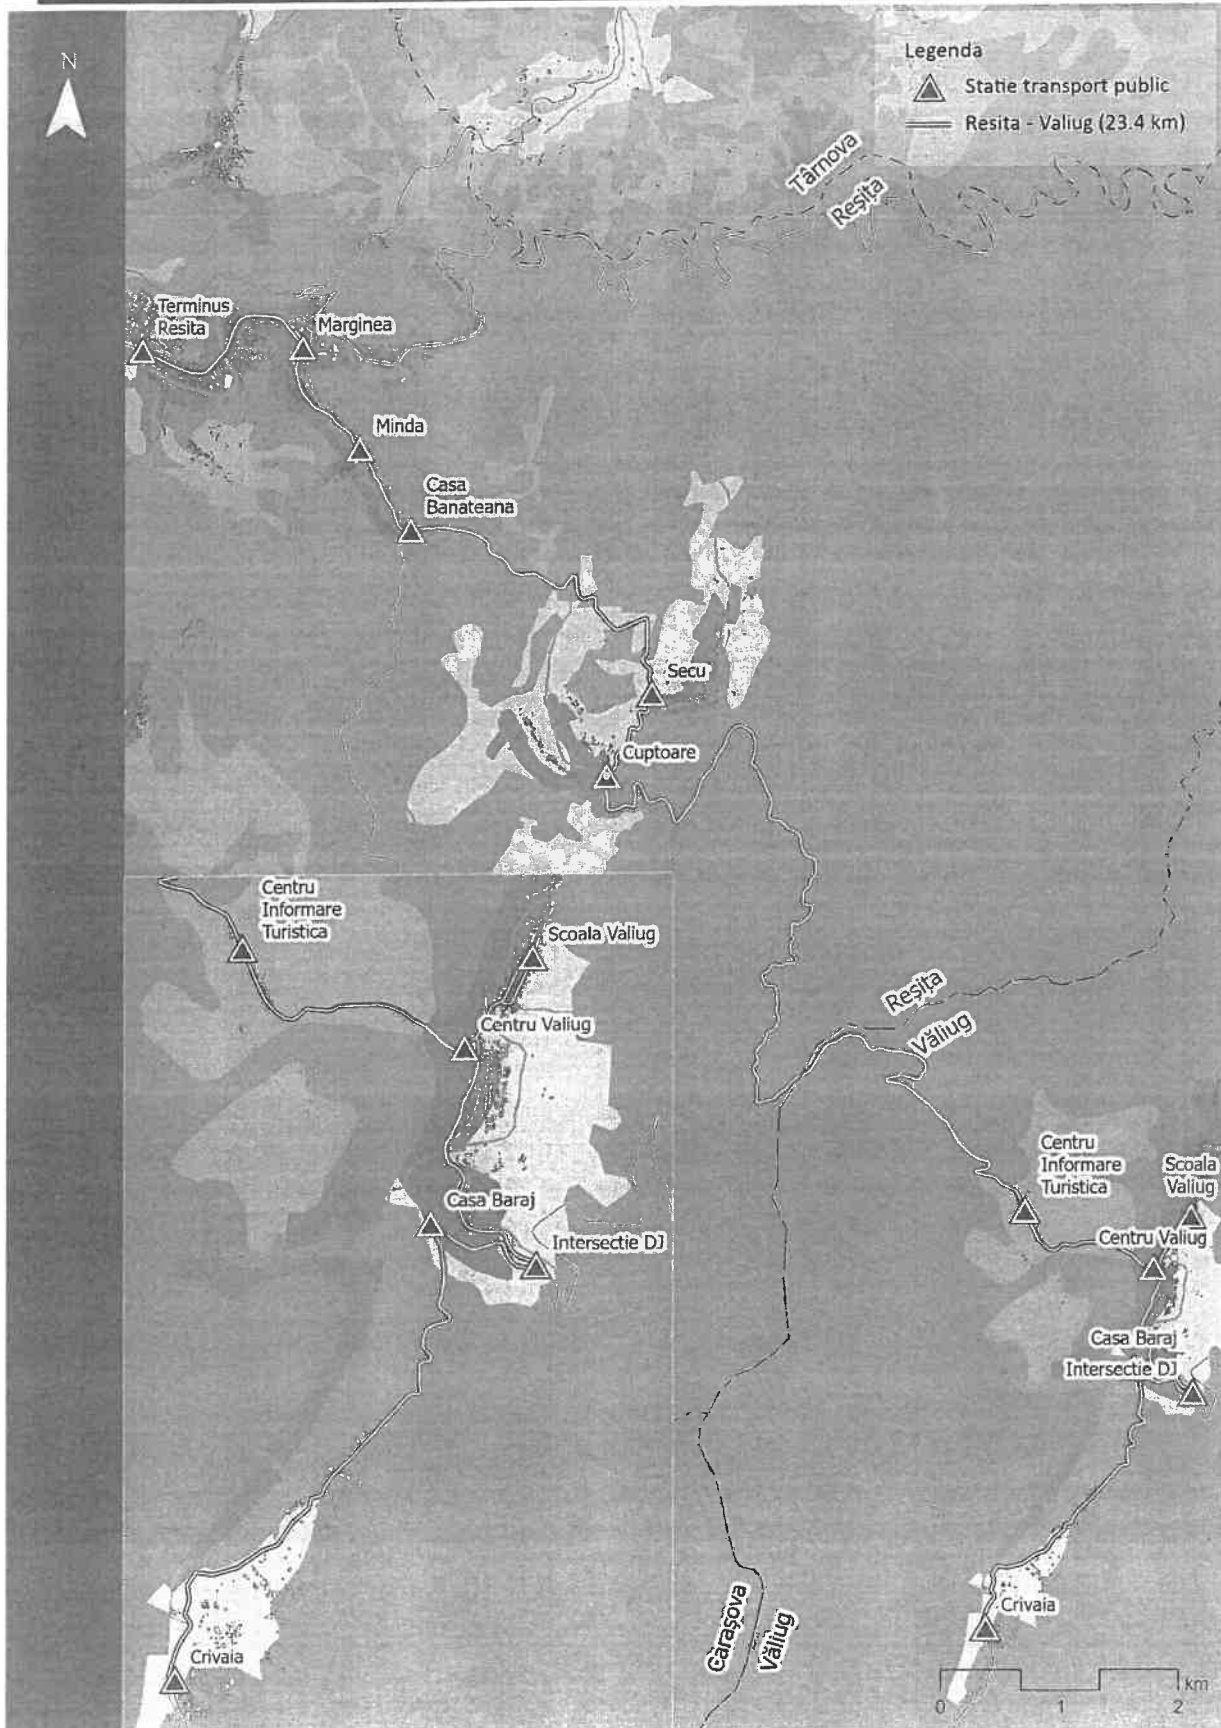 N
Legenda
Statie transport public
Resita - Valiug (23.4 km)
Târnova
Reșița
Terminus
Resita
Marginea
Minda
Casa
Banateana
Secu
Cuptoare
Centru
Informare
Turistica
Scoala Valiug
Centru Valiug
Casa Baraj
Intersectie DJ
Crivaia
Reșița
Văliug
Centru
Informare
Turistica
Scoala
Valiug
Centru Valiug
Casa Baraj
Intersectie DJ
Crivaia
Carașova
Văliug
km
0 1 2